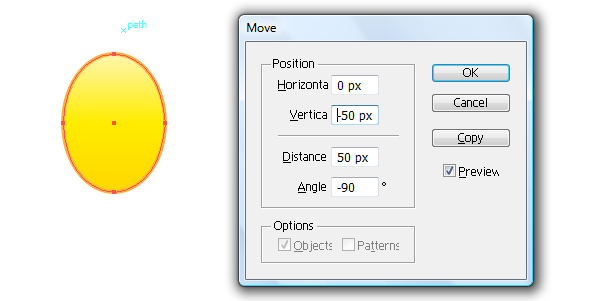 path
Move
Position
Horizonta 0 px
OK
Vertica -50 px
Cancel
Copy
Distance 50 px
Preview
Angle -90 °
Options
Objects Patterns